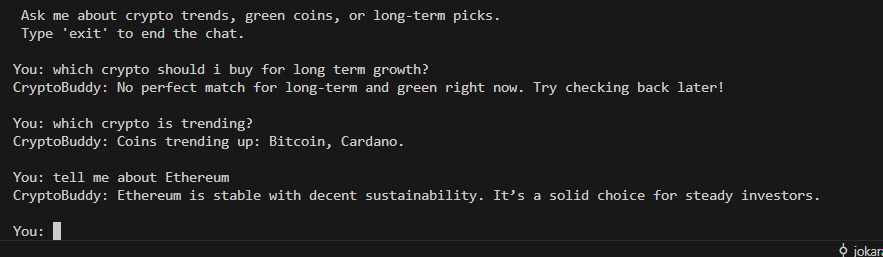 Ask me about crypto trends, green coins, or long-term picks.
Type 'exit' to end the chat.
You: which crypto should i buy for long term growth?
CryptoBuddy: No perfect match for long-term and green right now. Try checking back later!
You: which crypto is trending?
CryptoBuddy: Coins trending up: Bitcoin, Cardano.
You: tell me about Ethereum
CryptoBuddy: Ethereum is stable with decent sustainability. It’s a solid choice for steady investors.
You: